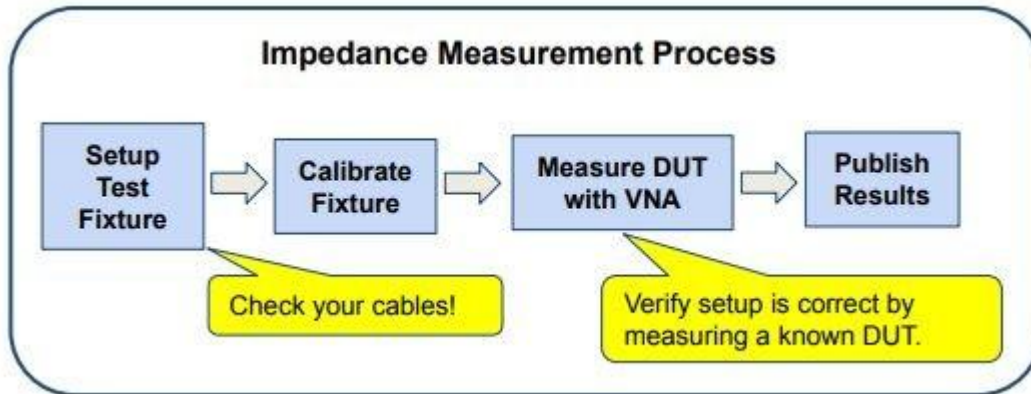 Impedance Measurement Process
Setup
Test
Fixture
Calibrate
Fixture
Measure DUT
with VNA
Publish
Results
Check your cables!
Verify setup is correct by
measuring a known DUT.